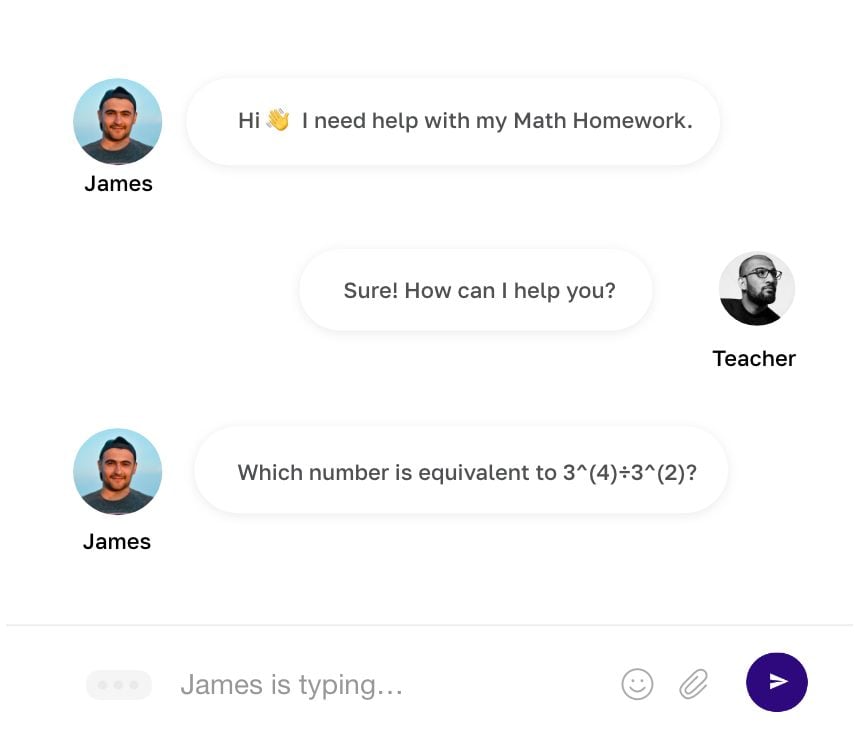 Hi 👋 I need help with my Math Homework.
James
Sure! How can I help you?
Teacher
Which number is equivalent to 3^(4)÷3^(2)?
James
James is typing...